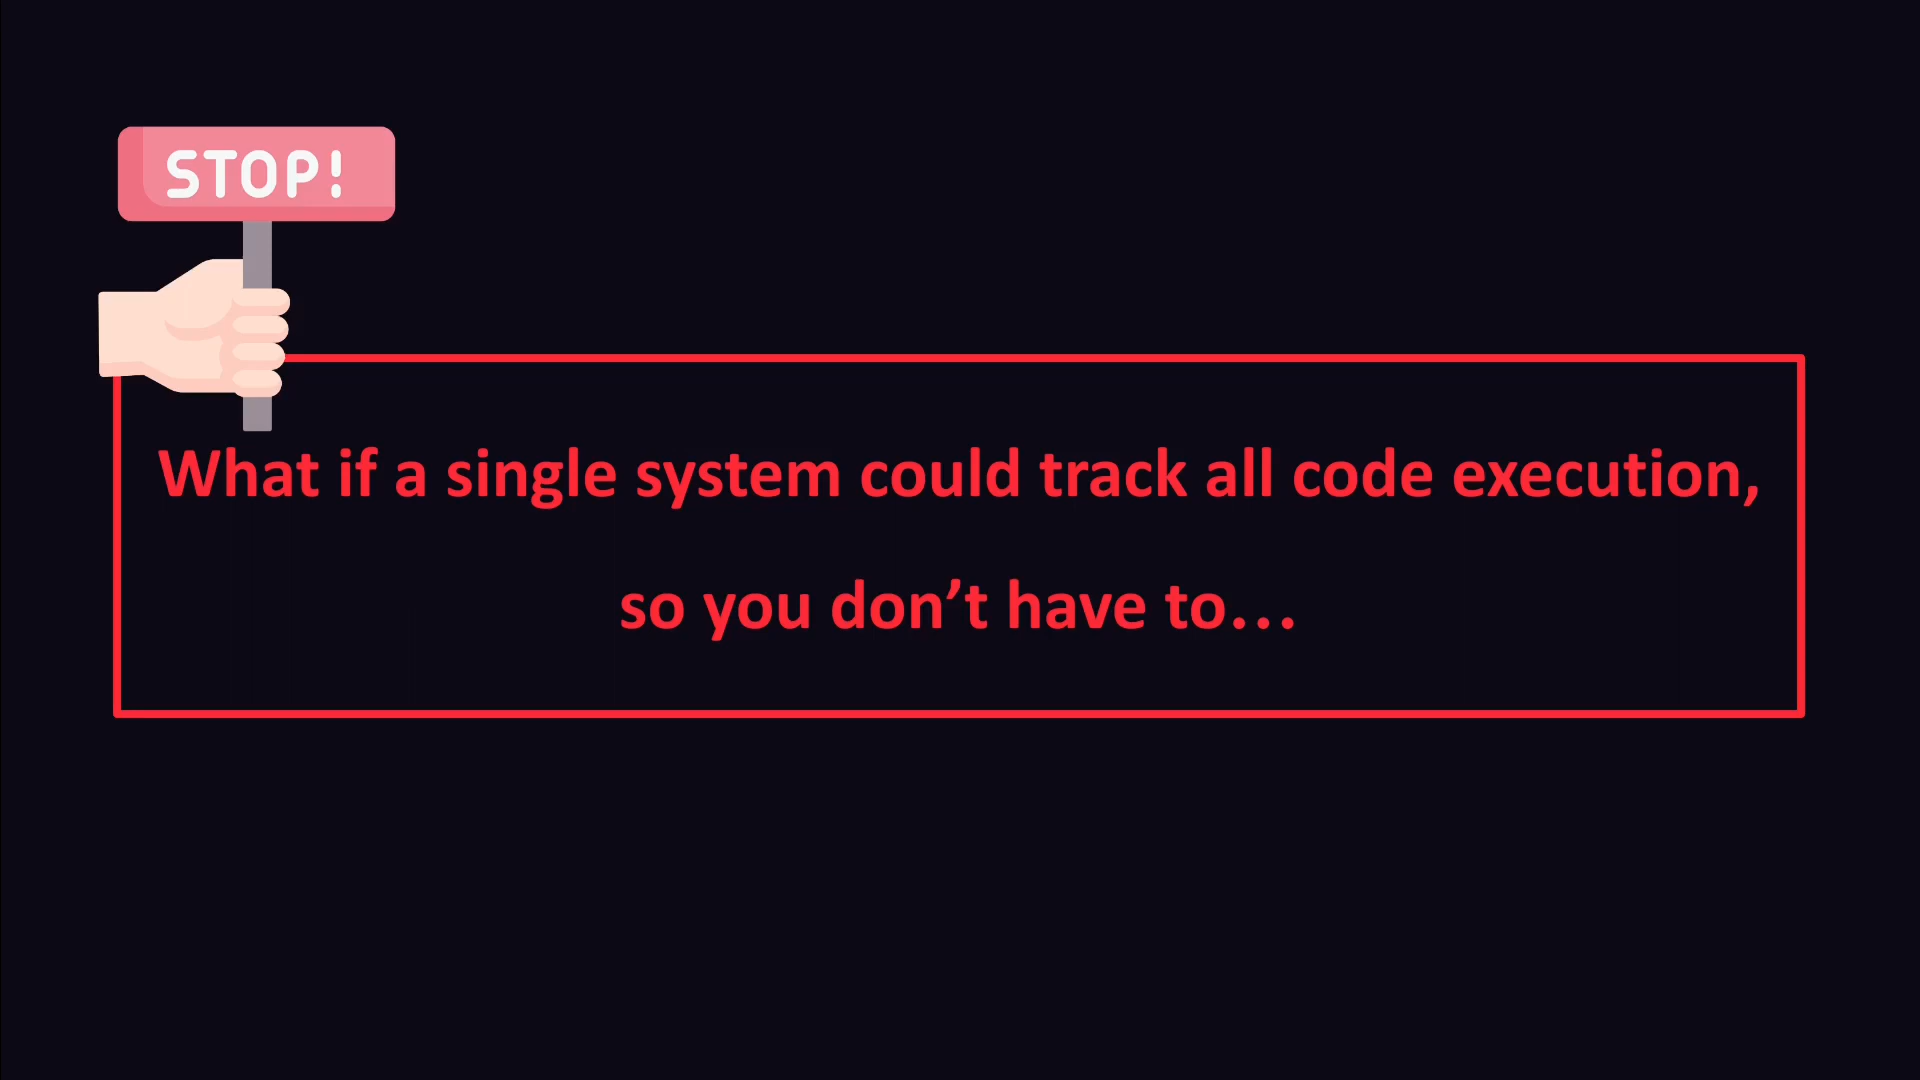 STOP!
What if a single system could track all code execution,
so you don’t have to…